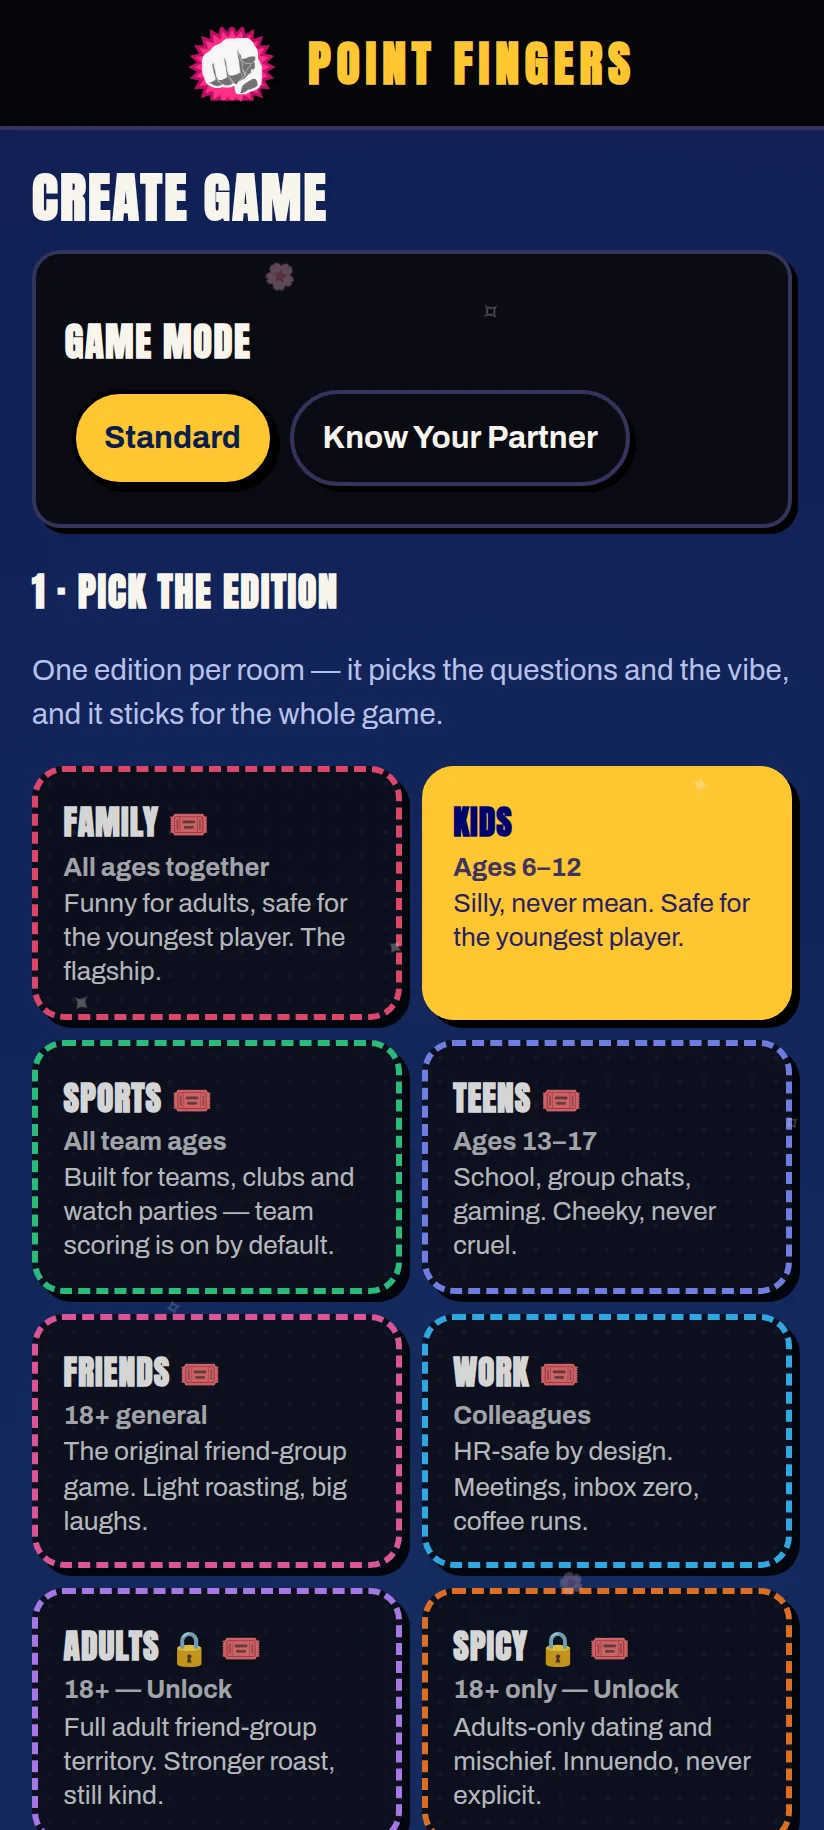 POINT FINGERS
CREATE GAME
GAME MODE
Standard
Know Your Partner
1 · PICK THE EDITION
One edition per room — it picks the questions and the vibe,
and it sticks for the whole game.
FAMILY 🎟️
All ages together
Funny for adults, safe for
the youngest player. The
flagship.
KIDS
Ages 6–12
Silly, never mean. Safe for
the youngest player.
SPORTS 🎟️
All team ages
Built for teams, clubs and
watch parties — team
scoring is on by default.
TEENS 🎟️
Ages 13–17
School, group chats,
gaming. Cheeky, never
cruel.
FRIENDS 🎟️
18+ general
The original friend-group
game. Light roasting, big
laughs.
WORK 🎟️
Colleagues
HR-safe by design.
Meetings, inbox zero,
coffee runs.
ADULTS 🔒 🎟️
18+ — Unlock
Full adult friend-group
territory. Stronger roast,
still kind.
SPICY 🔒 🎟️
18+ only — Unlock
Adults-only dating and
mischief. Innuendo, never
explicit.